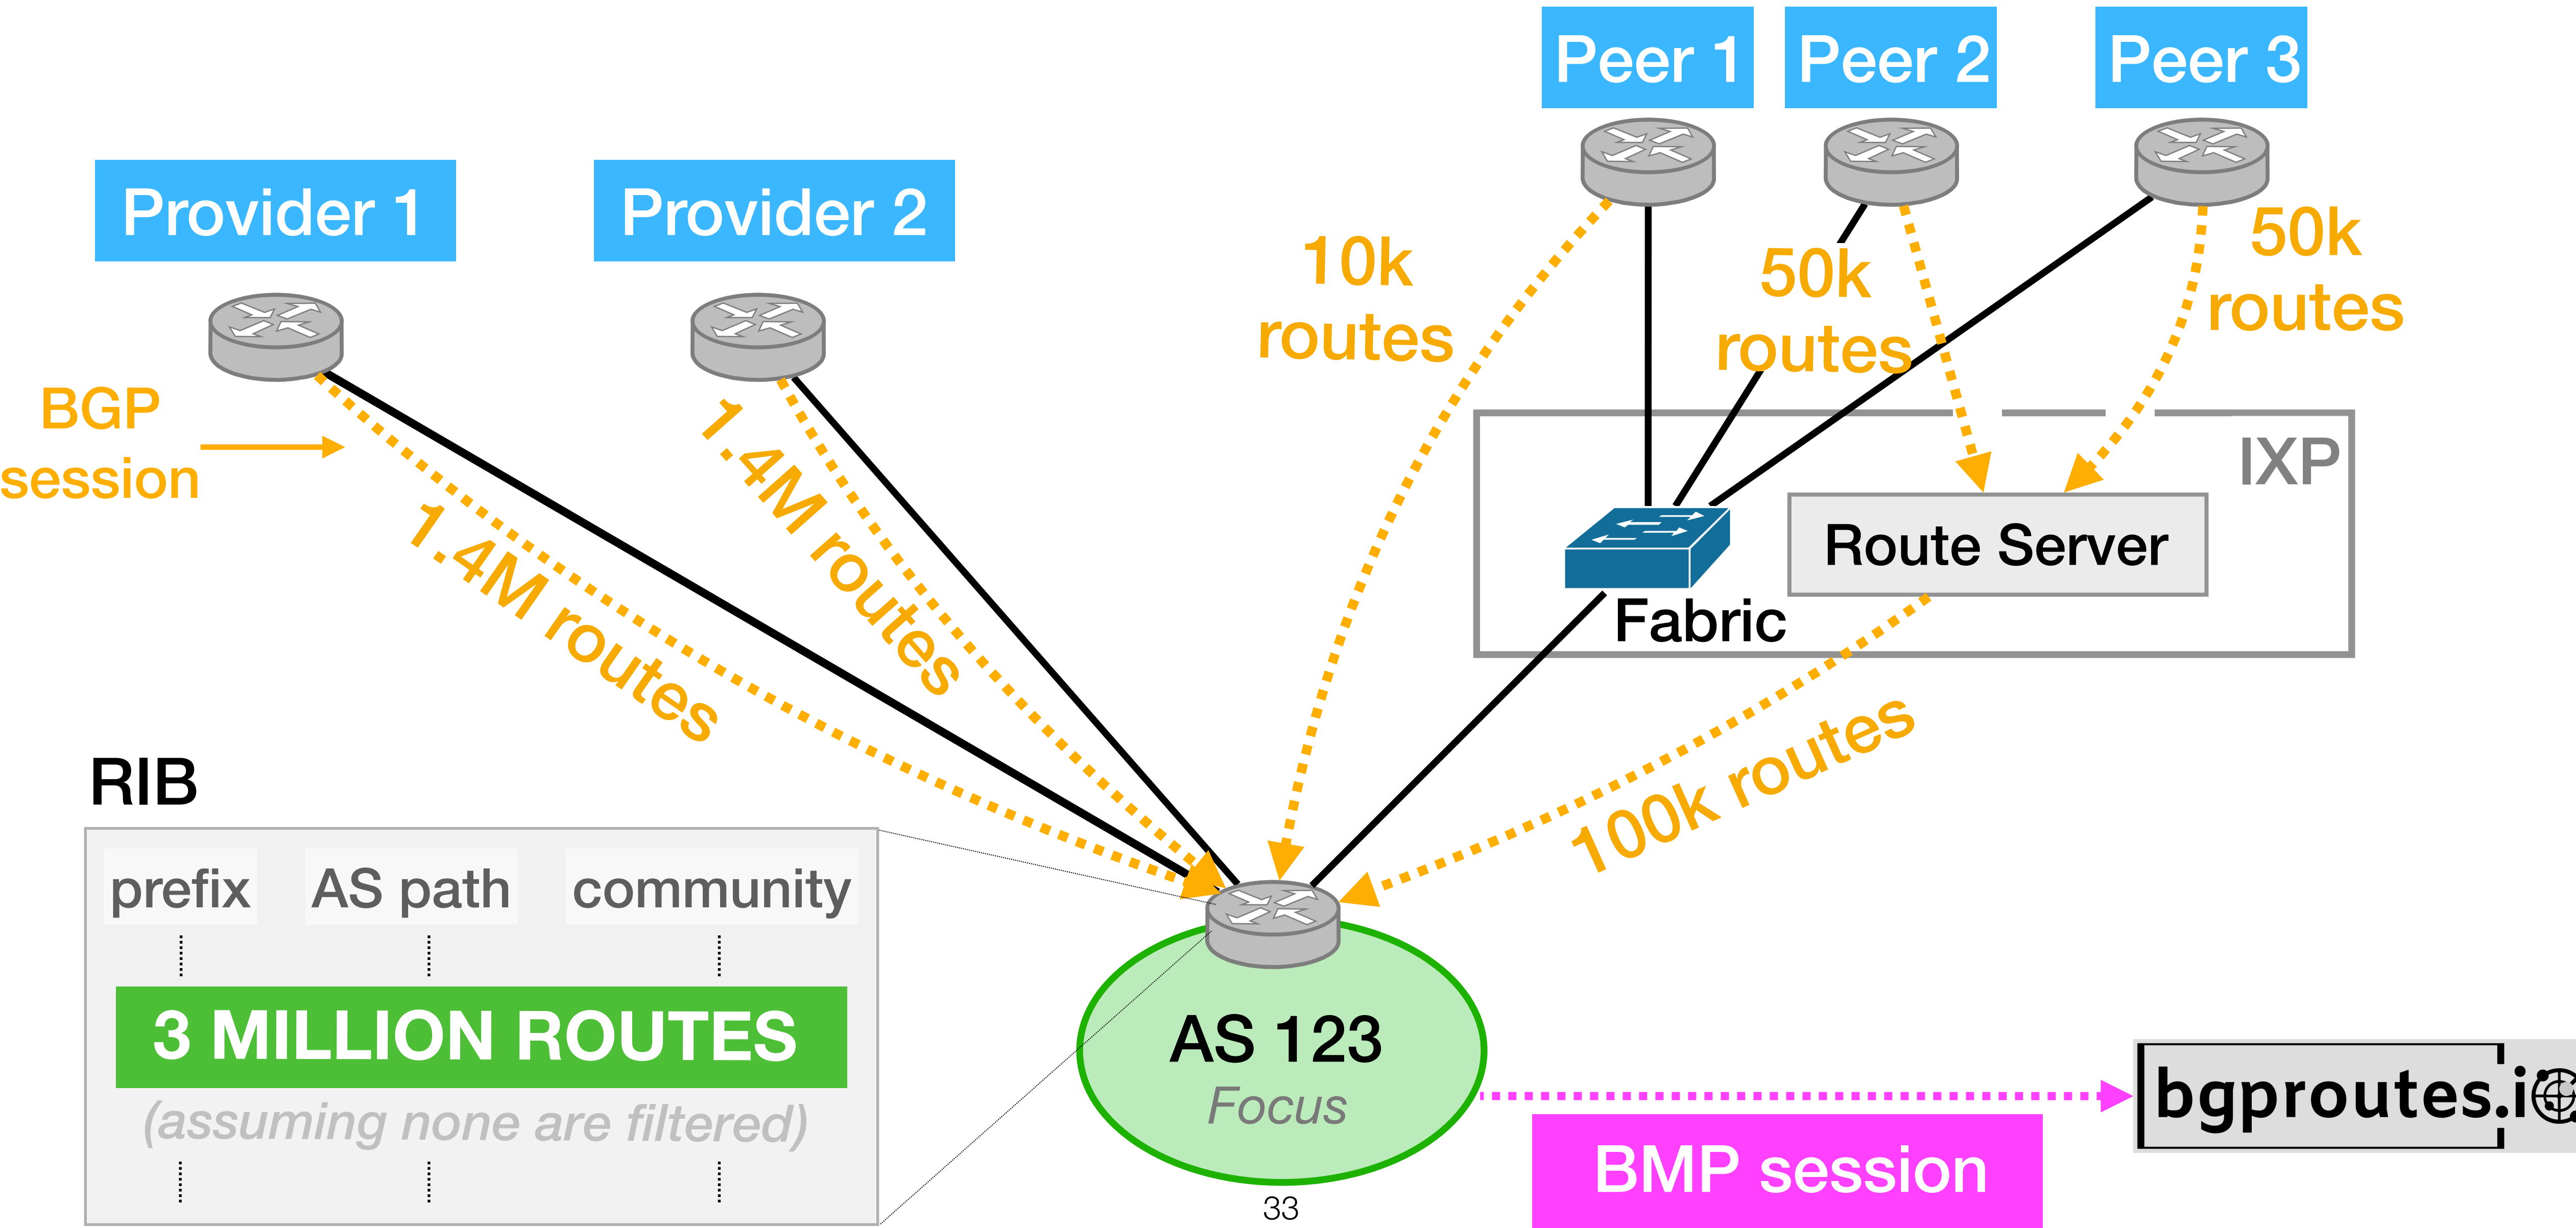 Peer 1
Peer 2
Peer 3
Provider 1
Provider 2
10k
routes
50k
routes
50k
routes
BGP
session
1.4M routes
1.4M routes
IXP
Route Server
Fabric
100k routes
RIB
prefix
AS path
community
3 MILLION ROUTES
(assuming none are filtered)
AS 123
Focus
bgproutes.io
BMP session
33